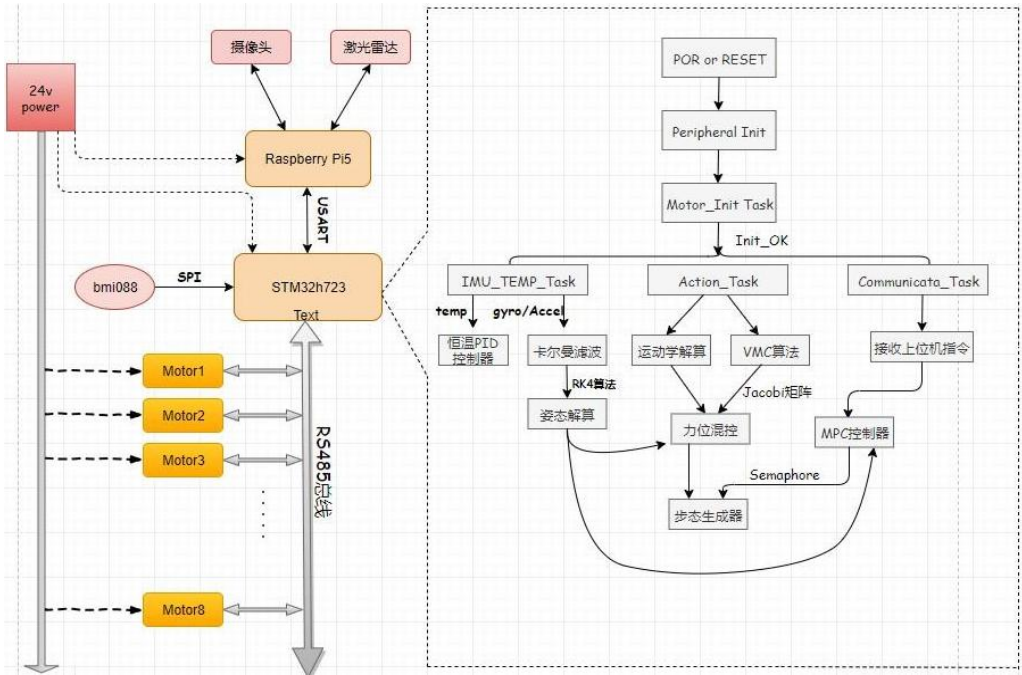 摄像头
激光雷达
24v
power
Raspberry Pi5
USART
SPI
bmi088
STM32h723
Text
Motor1
Motor2
Motor3
Motor8
RS485总线
POR or RESET
Peripheral Init
Motor_Init Task
Init_OK
IMU_TEMP_Task
Action_Task
Communicata_Task
temp
gyro/Accel
恒温PID
控制器
卡尔曼滤波
运动学解算
VMC算法
接收上位机指令
RK4算法
Jacobi矩阵
姿态解算
力位混控
MPC控制器
Semaphore
步态生成器